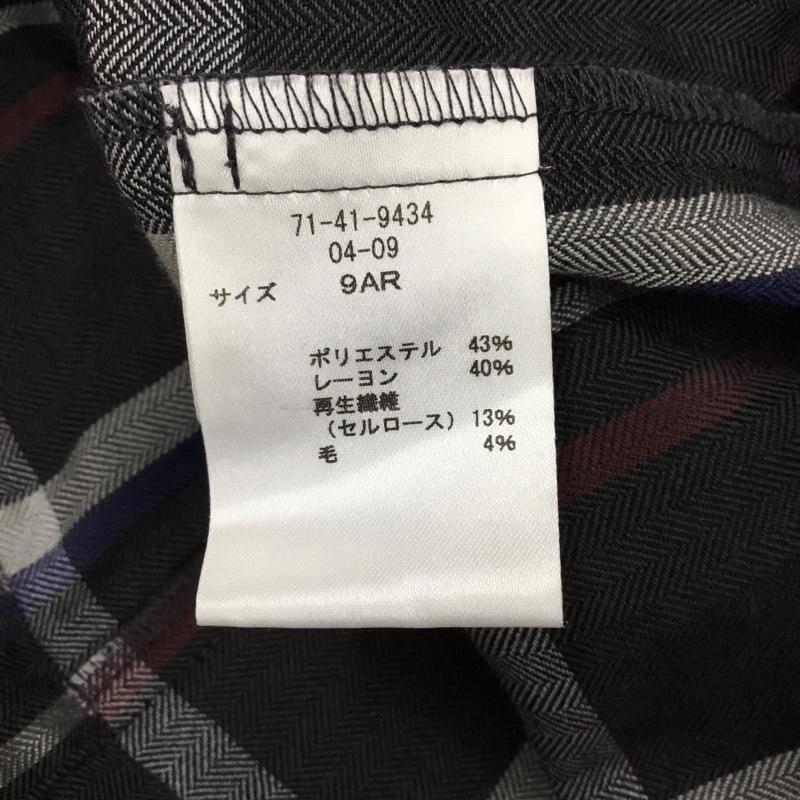 71-41-9434
04-09
サイズ 9AR
ポリエステル 43%
レーヨン 40%
再生繊維
（セルロース） 13%
毛 4%